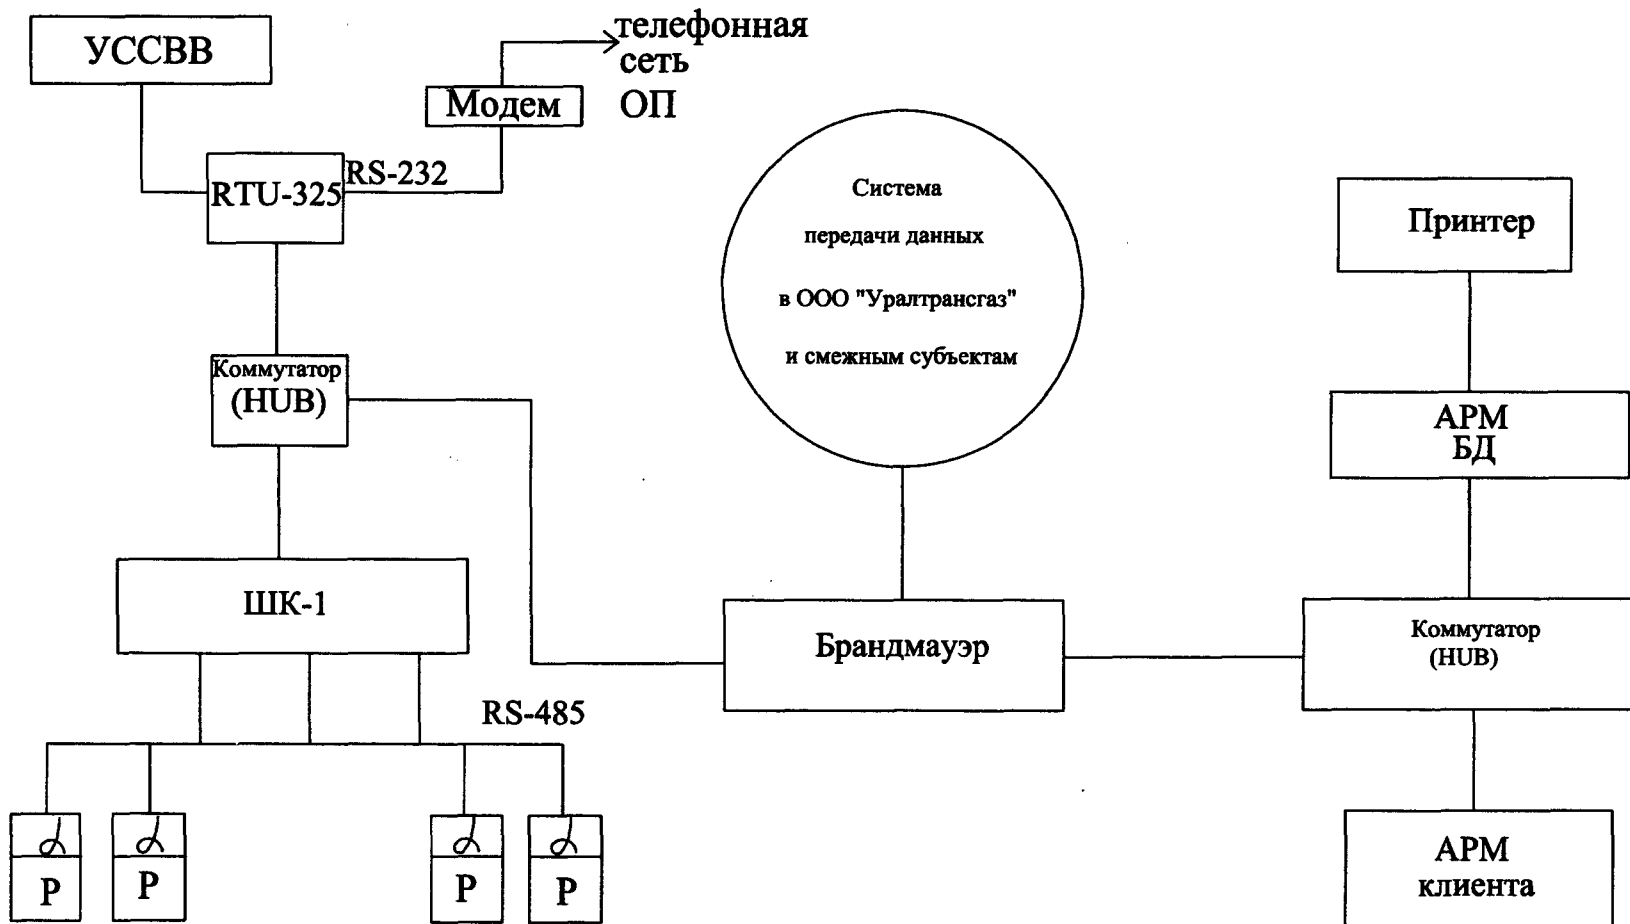 УССВВ
телефонная
сеть
ОП
Модем
RTU-325
RS-232
Система
передачи данных
в ООО "Уралтрансгаз"
и смежным субъектам
Принтер
Коммутатор
(HUB)
АРМ
БД
ШК-1
Брандмауэр
Коммутатор
(HUB)
RS-485
Р
Р
Р
Р
АРМ
клиента